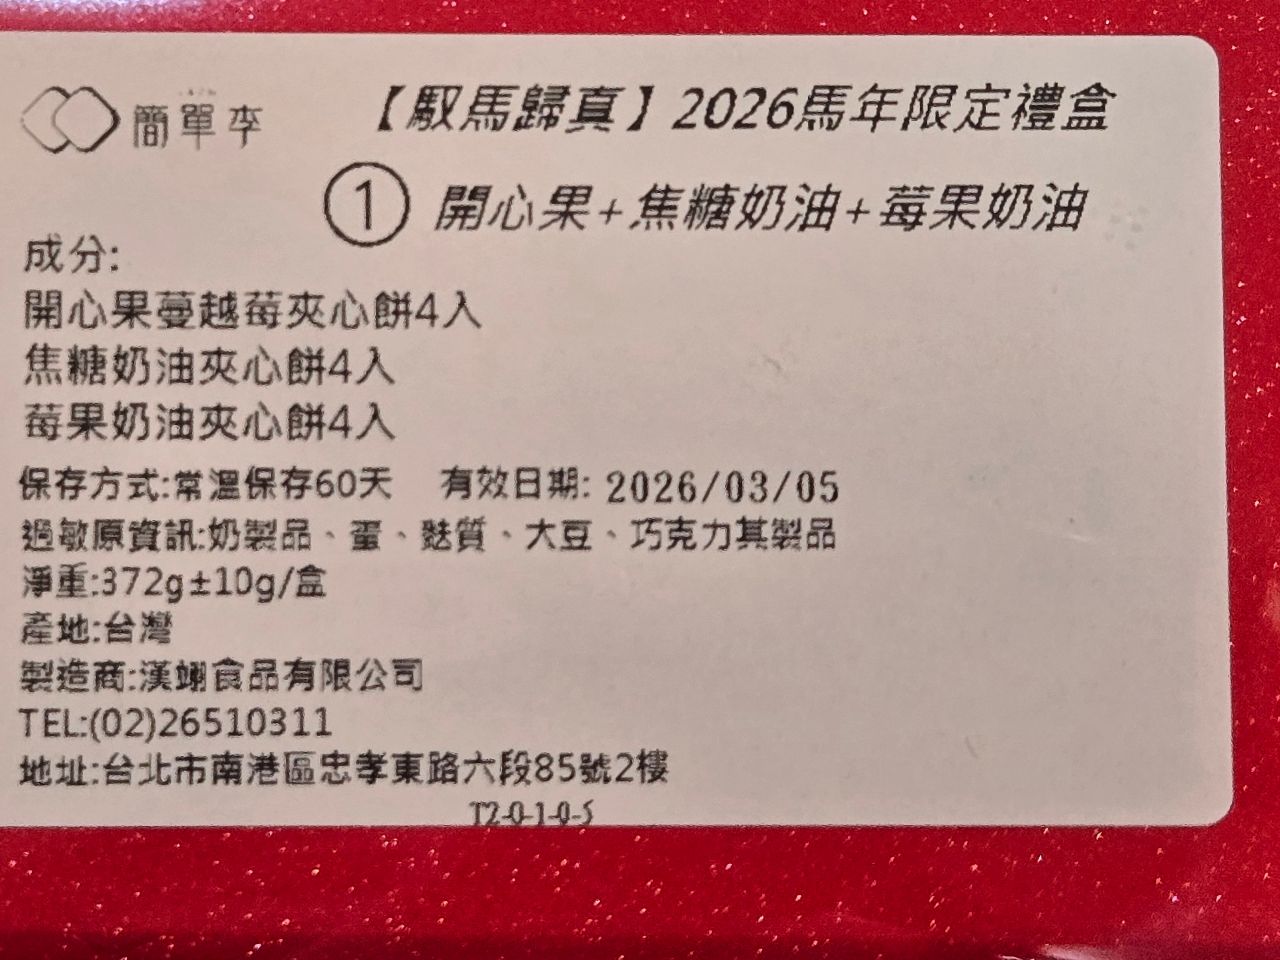 簡單李
【馭馬歸真】2026馬年限定禮盒
① 開心果+焦糖奶油+莓果奶油
成分:
開心果蔓越莓夾心餅4入
焦糖奶油夾心餅4入
莓果奶油夾心餅4入
保存方式:常溫保存60天 有效日期: 2026/03/05
過敏原資訊:奶製品、蛋、麩質、大豆、巧克力其製品
淨重:372g±10g/盒
產地:台灣
製造商:漢翊食品有限公司
TEL:(02)26510311
地址:台北市南港區忠孝東路六段85號2樓
T2-0-1-0-5